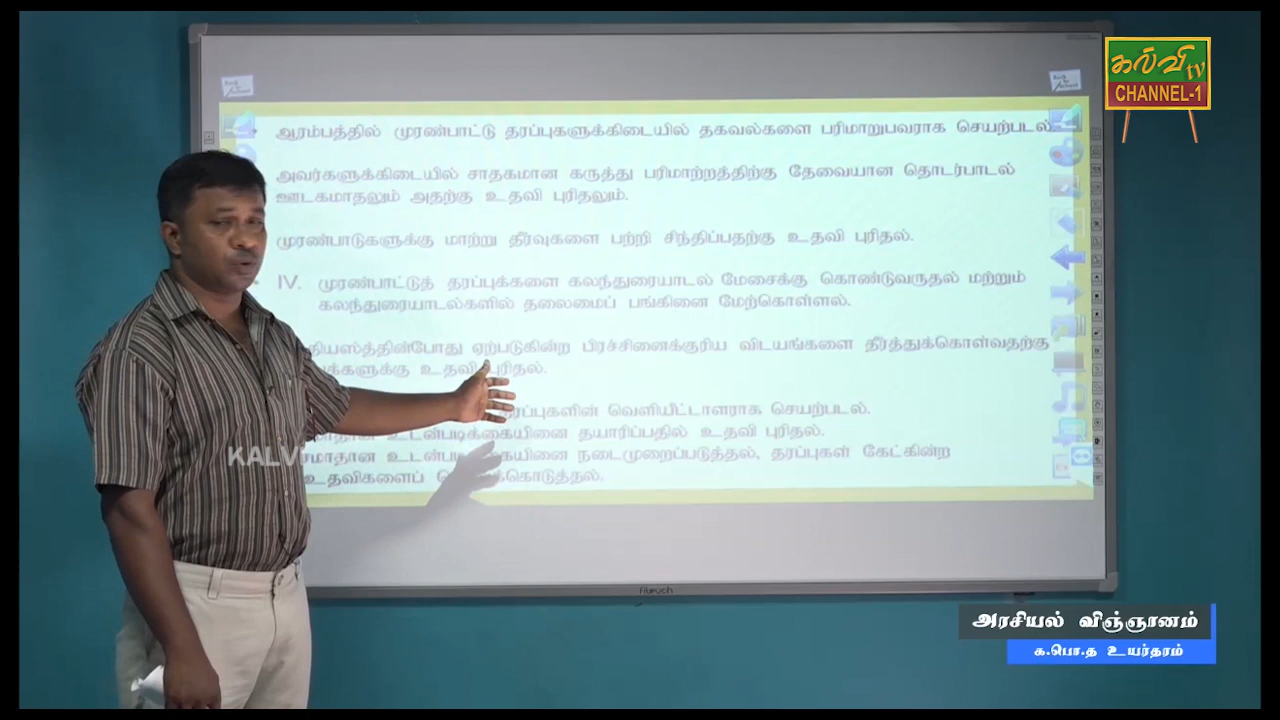 கல்வி tv
CHANNEL-1
ஆரம்பத்தில் முரண்பாட்டு தரப்புகளுக்கிடையில் தகவல்களை பரிமாறுபவராக செயற்படல்.
அவர்களுக்கிடையில் சாதகமான கருத்து பரிமாற்றத்திற்கு தேவையான தொடர்பாடல்
ஊடகமாதலும் அதற்கு உதவி புரிதலும்.
முரண்பாடுகளுக்கு மாற்று தீர்வுகளை பற்றி சிந்திப்பதற்கு உதவி புரிதல்.
IV. முரண்பாட்டுத் தரப்புக்களை கலந்துரையாடல் மேசைக்கு கொண்டுவருதல் மற்றும்
கலந்துரையாடல்களில் தலைமைப் பங்கினை மேற்கொள்ளல்.
ஏற்படுகின்ற பிரச்சினைக்குரிய விடயங்களை தீர்த்துக்கொள்வதற்கு
உதவி புரிதல்.
வெளியீட்டாளராக செயற்படல்.
உடன்படிக்கையினை தயாரிப்பதில் உதவி புரிதல்.
உடன்படிக்கையினை நடைமுறைப்படுத்தல், தரப்புகள் கேட்கின்ற
உதவிகளைப்
KALV
அரசியல் விஞ்ஞானம்
க.பொ.த உயர்தரம்